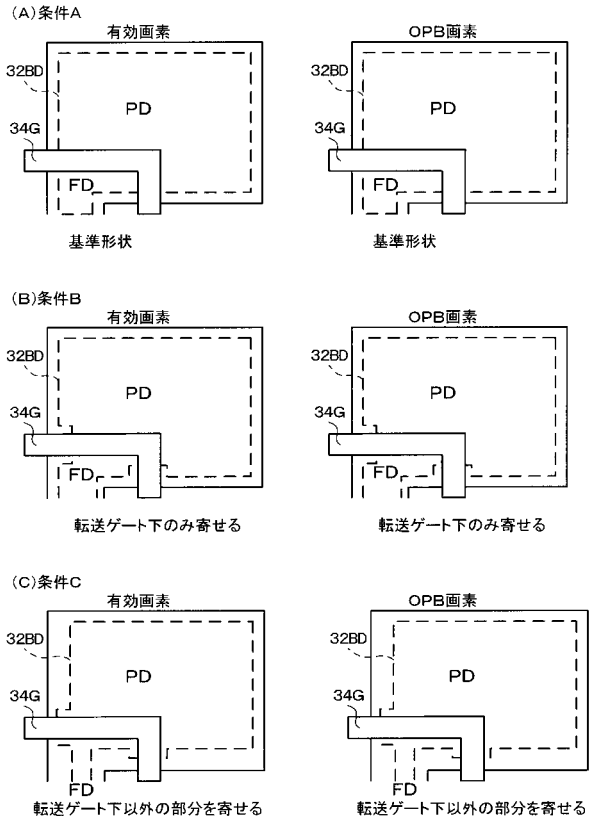 (A)条件A
有効画素
OPB画素
32BD
PD
34G
FD
32BD
PD
34G
FD
基準形状
基準形状
(B)条件B
有効画素
OPB画素
32BD
PD
34G
FD
32BD
PD
34G
FD
転送ゲート下のみ寄せる
転送ゲート下のみ寄せる
(C)条件C
有効画素
OPB画素
32BD
PD
34G
FD
32BD
PD
34G
FD
転送ゲート下以外の部分を寄せる
転送ゲート下以外の部分を寄せる